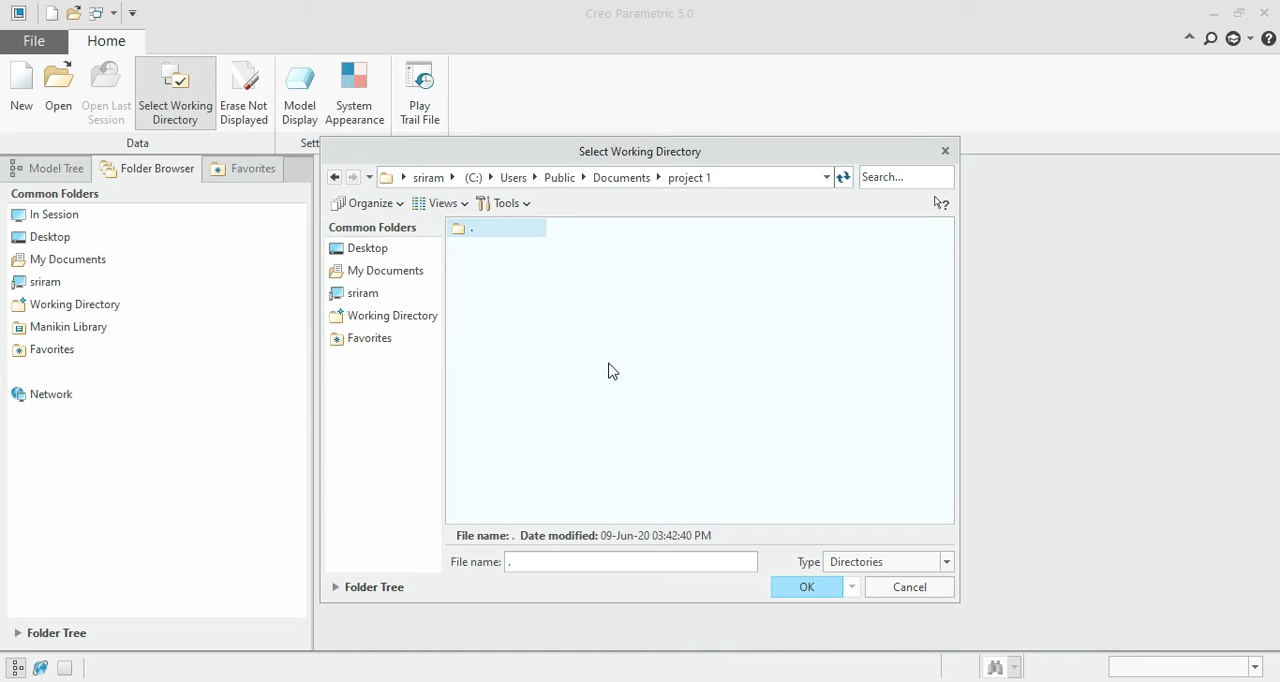 Creo Parametric 5.0
File Home
New Open Open Last Session Select Working Directory Erase Not Displayed Model Display System Appearance Play Trail File
Data Sett
Model Tree Folder Browser Favorites
Common Folders
In Session
Desktop
My Documents
sriram
Working Directory
Manikin Library
Favorites
Network
Folder Tree
Select Working Directory
sriram (C:) Users Public Documents project 1 Search...
Organize Views Tools
Common Folders
Desktop
My Documents
sriram
Working Directory
Favorites
.
File name: . Date modified: 09-Jun-20 03:42:40 PM
File name: . Type Directories
Folder Tree OK Cancel